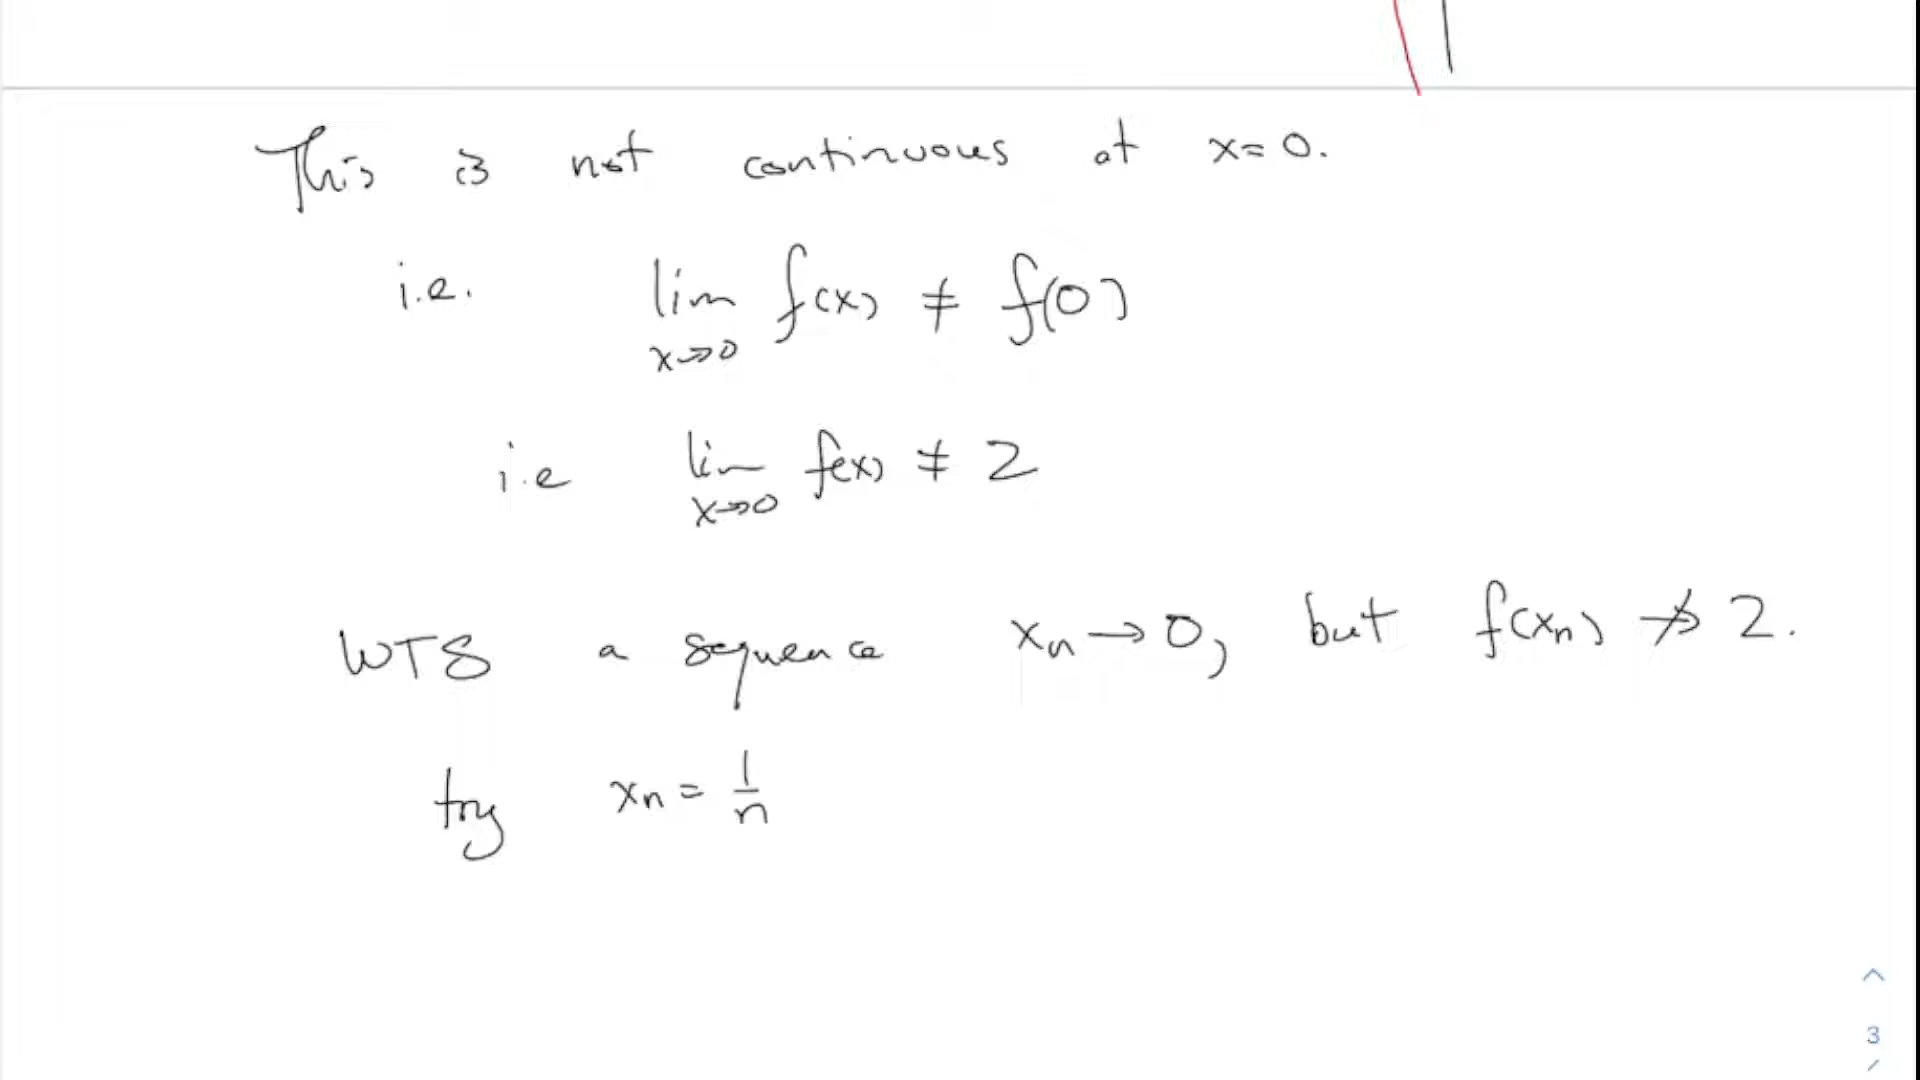 This is not continuous at x=0.
i.e. lim f(x) ≠ f(0)
x→0
i.e lim f(x) ≠ 2
x→0
WTS a sequence xₙ→0, but f(xₙ) ↛ 2.
try xₙ = 1/n
3